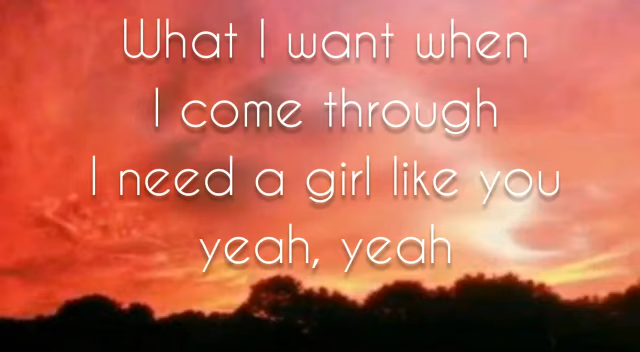 What I want when
I come through
I need a girl like you
yeah, yeah